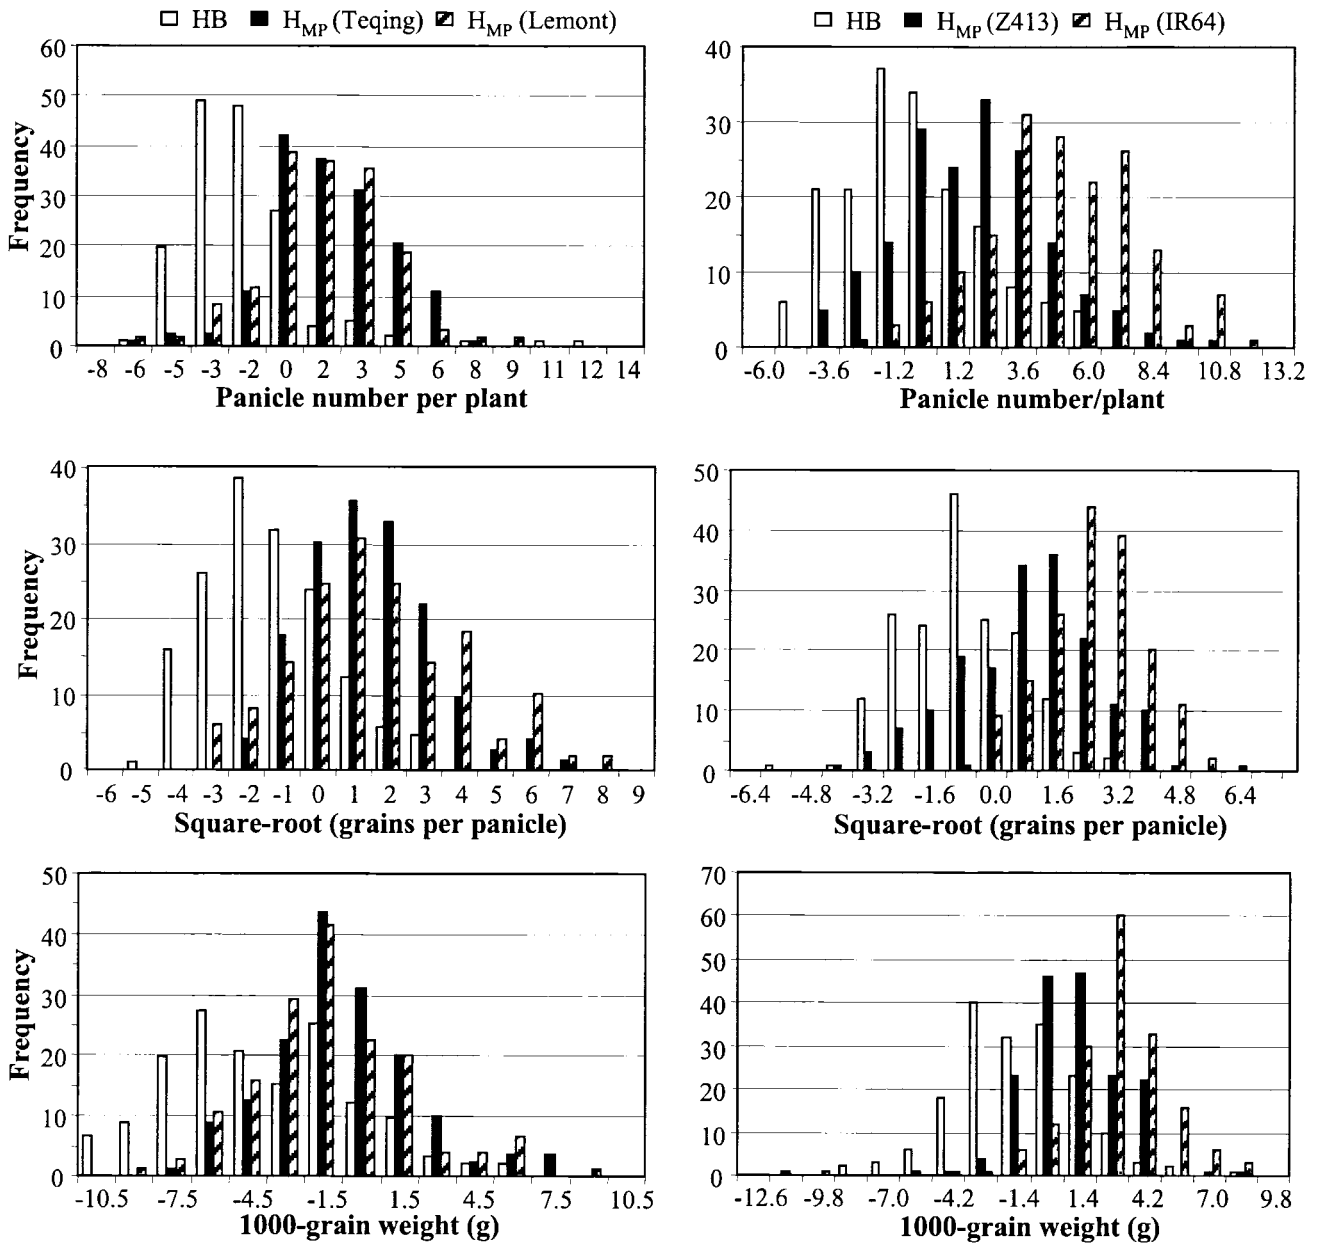 HB HMP (Teqing) HMP (Lemont)
60
50
40
30
20
10
0
Frequency
-8 -6 -5 -3 -2 0 2 3 5 6 8 9 11 12 14
Panicle number per plant
HB HMP (Z413) HMP (IR64)
40
30
20
10
0
-6.0 -3.6 -1.2 1.2 3.6 6.0 8.4 10.8 13.2
Panicle number/plant
40
30
20
10
0
Frequency
-6 -5 -4 -3 -2 -1 0 1 2 3 4 5 6 7 8 9
Square-root (grains per panicle)
50
40
30
20
10
0
-6.4 -4.8 -3.2 -1.6 0.0 1.6 3.2 4.8 6.4
Square-root (grains per panicle)
50
40
30
20
10
0
Frequency
-10.5 -7.5 -4.5 -1.5 1.5 4.5 7.5 10.5
1000-grain weight (g)
70
60
50
40
30
20
10
0
-12.6 -9.8 -7.0 -4.2 -1.4 1.4 4.2 7.0 9.8
1000-grain weight (g)